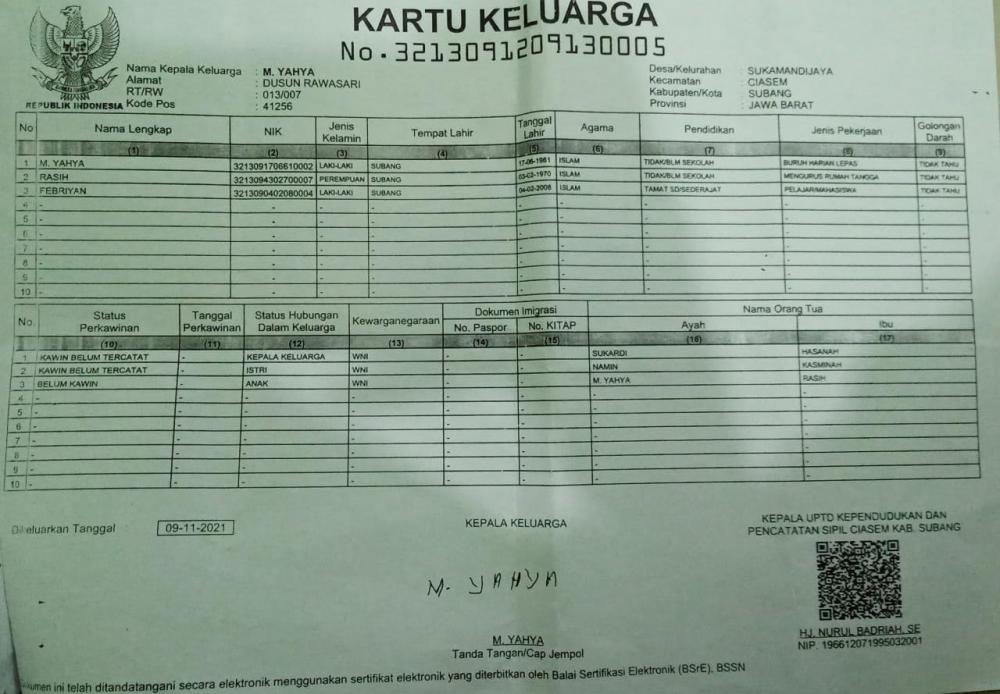 KARTU KELUARGA
No. 3213091209130005
REPUBLIK INDONESIA
Nama Kepala Keluarga : M. YAHYA
Alamat : DUSUN RAWASARI
RT/RW : 013/007
Kode Pos : 41256
Desa/Kelurahan : SUKAMANDIJAYA
Kecamatan : CIASEM
Kabupaten/Kota : SUBANG
Provinsi : JAWA BARAT
No Nama Lengkap NIK Jenis Kelamin Tempat Lahir Tanggal Lahir Agama Pendidikan Jenis Pekerjaan Golongan Darah
(1) (2) (3) (4) (5) (6) (7) (8) (9)
1 M. YAHYA 3213091706610002 LAKI-LAKI SUBANG 17-06-1961 ISLAM TIDAK/BLM SEKOLAH BURUH HARIAN LEPAS TIDAK TAHU
2 RASIH 3213094302700007 PEREMPUAN SUBANG 03-02-1970 ISLAM TIDAK/BLM SEKOLAH MENGURUS RUMAH TANGGA TIDAK TAHU
3 FEBRIYAN 3213090402080004 LAKI-LAKI SUBANG 04-02-2008 ISLAM TAMAT SD/SEDERAJAT PELAJAR/MAHASISWA TIDAK TAHU
4 - - - - - - - - -
5 - - - - - - - - -
6 - - - - - - - - -
7 - - - - - - - - -
8 - - - - - - - - -
9 - - - - - - - - -
10 - - - - - - - - -
No. Status Perkawinan Tanggal Perkawinan Status Hubungan Dalam Keluarga Kewarganegaraan Dokumen Imigrasi Nama Orang Tua
No. Paspor No. KITAP Ayah Ibu
(10) (11) (12) (13) (14) (15) (16) (17)
1 KAWIN BELUM TERCATAT - KEPALA KELUARGA WNI - - SUKARDI HASANAH
2 KAWIN BELUM TERCATAT - ISTRI WNI - - NAMIN KASMINAH
3 BELUM KAWIN - ANAK WNI - - M. YAHYA RASIH
4 - - - - - - - -
5 - - - - - - - -
6 - - - - - - - -
7 - - - - - - - -
8 - - - - - - - -
9 - - - - - - - -
10 - - - - - - - -
Dikeluarkan Tanggal : 09-11-2021
KEPALA KELUARGA
M. YAHYA
M. YAHYA
Tanda Tangan/Cap Jempol
KEPALA UPTD KEPENDUDUKAN DAN
PENCATATAN SIPIL CIASEM KAB. SUBANG
HJ. NURUL BADRIAH, SE
NIP. 196612071995032001
ini telah ditandatangani secara elektronik menggunakan sertifikat elektronik yang diterbitkan oleh Balai Sertifikasi Elektronik (BSrE), BSSN